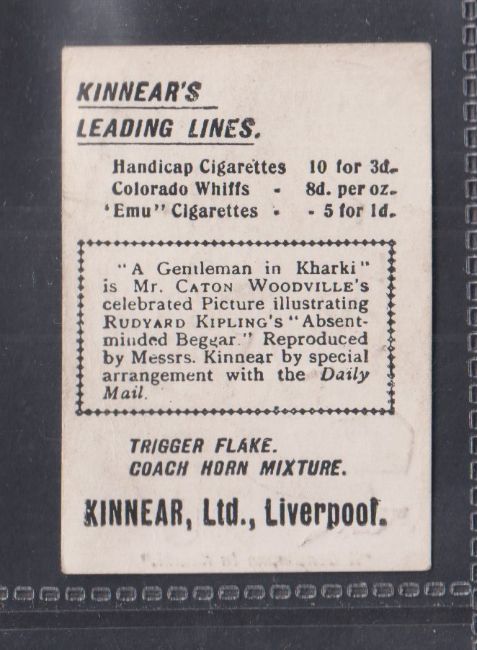 KINNEAR'S
LEADING LINES.
Handicap Cigarettes 10 for 3d.
Colorado Whiffs - 8d. per oz.
'Emu" Cigarettes - - 5 for 1d.
"A Gentleman in Kharki"
is Mr. CATON WOODVILLE'S
celebrated Picture illustrating
RUDYARD KIPLING'S "Absent-
minded Beggar." Reproduced
by Messrs. Kinnear by special
arrangement with the Daily
Mail.
TRIGGER FLAKE.
COACH HORN MIXTURE.
KINNEAR, Ltd., Liverpool.